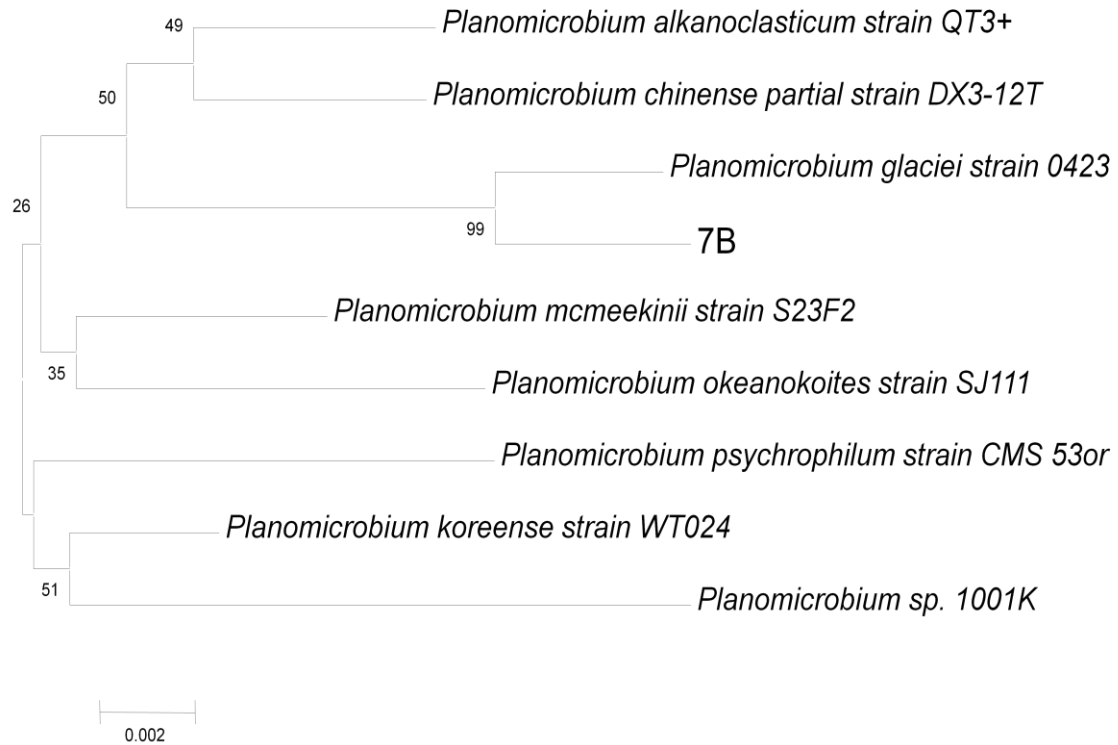 49
Planomicrobium alkanoclasticum strain QT3+
50
Planomicrobium chinense partial strain DX3-12T
Planomicrobium glaciei strain 0423
26
99
7B
Planomicrobium mcmeekinii strain S23F2
35
Planomicrobium okeanokoites strain SJ111
Planomicrobium psychrophilum strain CMS 53or
Planomicrobium koreense strain WT024
51
Planomicrobium sp. 1001K
0.002